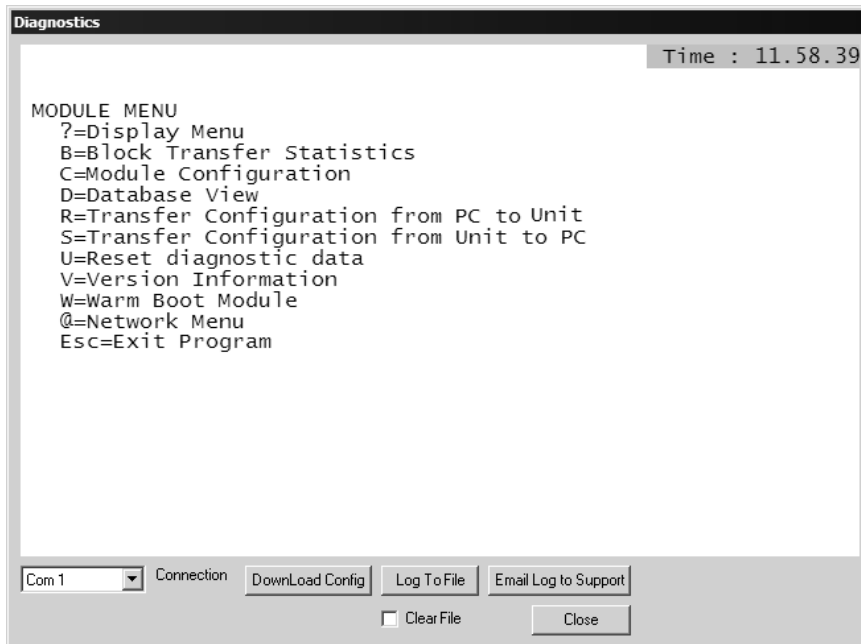 Diagnostics
Time : 11.58.39
MODULE MENU
?=Display Menu
B=Block Transfer Statistics
C=Module Configuration
D=Database View
R=Transfer Configuration from PC to Unit
S=Transfer Configuration from Unit to PC
U=Reset diagnostic data
V=Version Information
W=Warm Boot Module
@=Network Menu
Esc=Exit Program
Com 1 Connection DownLoad Config Log To File Email Log to Support
Clear File Close